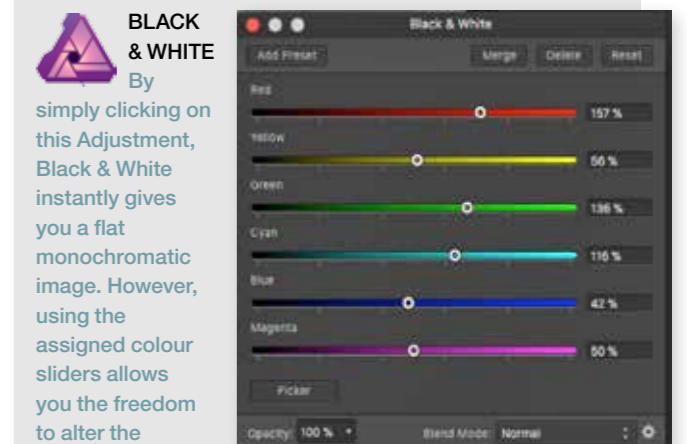 BLACK
& WHITE
By
simply clicking on
this Adjustment,
Black & White
instantly gives
you a flat
monochromatic
image. However,
using the
assigned colour
sliders allows
you the freedom
to alter the
Black & White
Add Preset Merge Delete Reset
Red
157 %
Yellow
56 %
Green
136 %
Cyan
116 %
Blue
42 %
Magenta
50 %
Picker
Opacity: 100 % Blend Mode: Normal